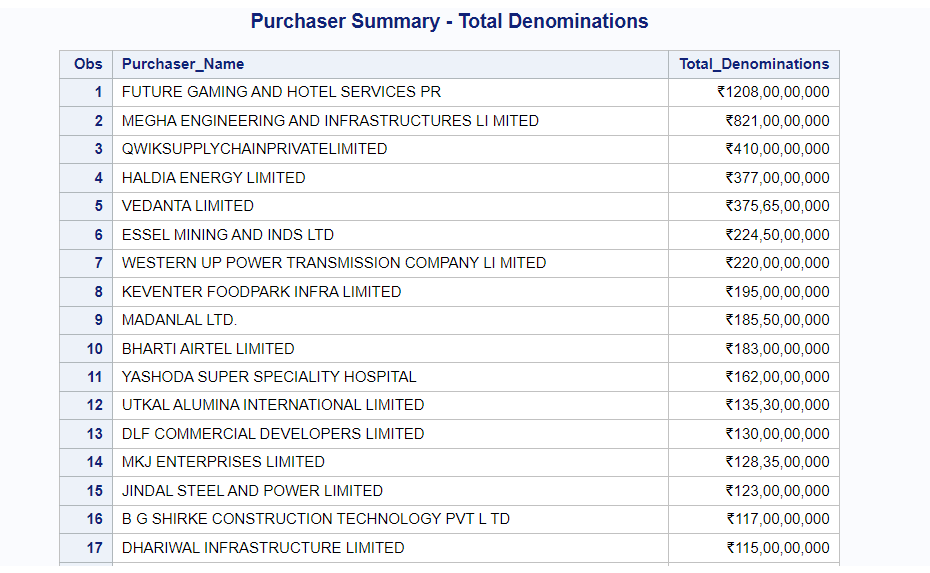 Purchaser Summary - Total Denominations
Obs Purchaser_Name Total_Denominations
1 FUTURE GAMING AND HOTEL SERVICES PR ₹1208,00,00,000
2 MEGHA ENGINEERING AND INFRASTRUCTURES LI MITED ₹821,00,00,000
3 QWIKSUPPLYCHAINPRIVATELIMITED ₹410,00,00,000
4 HALDIA ENERGY LIMITED ₹377,00,00,000
5 VEDANTA LIMITED ₹375,65,00,000
6 ESSEL MINING AND INDS LTD ₹224,50,00,000
7 WESTERN UP POWER TRANSMISSION COMPANY LI MITED ₹220,00,00,000
8 KEVENTER FOODPARK INFRA LIMITED ₹195,00,00,000
9 MADANLAL LTD. ₹185,50,00,000
10 BHARTI AIRTEL LIMITED ₹183,00,00,000
11 YASHODA SUPER SPECIALITY HOSPITAL ₹162,00,00,000
12 UTKAL ALUMINA INTERNATIONAL LIMITED ₹135,30,00,000
13 DLF COMMERCIAL DEVELOPERS LIMITED ₹130,00,00,000
14 MKJ ENTERPRISES LIMITED ₹128,35,00,000
15 JINDAL STEEL AND POWER LIMITED ₹123,00,00,000
16 B G SHIRKE CONSTRUCTION TECHNOLOGY PVT L TD ₹117,00,00,000
17 DHARIWAL INFRASTRUCTURE LIMITED ₹115,00,00,000